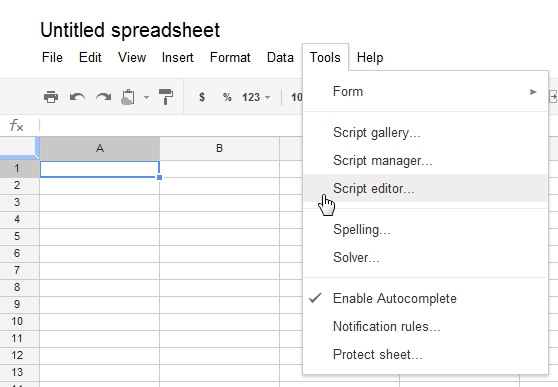 Untitled spreadsheet
File Edit View Insert Format Data Tools Help
$ % 123 10
Form
fx
Script gallery...
A B
Script manager...
1
2
Script editor...
3
4
Spelling...
5
6
Solver...
7
8
Enable Autocomplete
9
Notification rules...
10
11
Protect sheet...
12
13